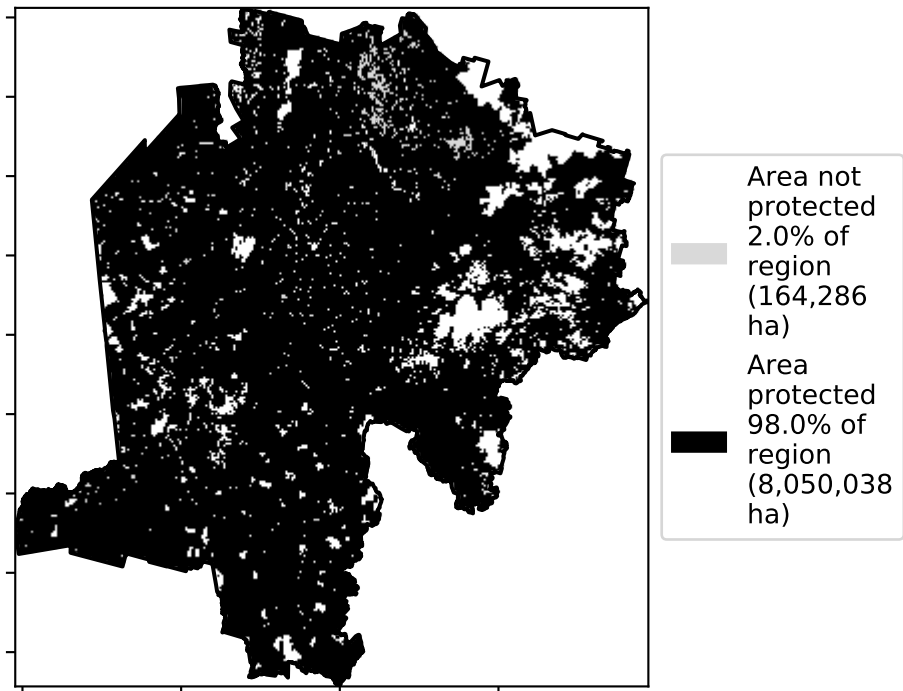 Area not
protected
2.0% of
region
(164,286
ha)
Area
protected
98.0% of
region
(8,050,038
ha)